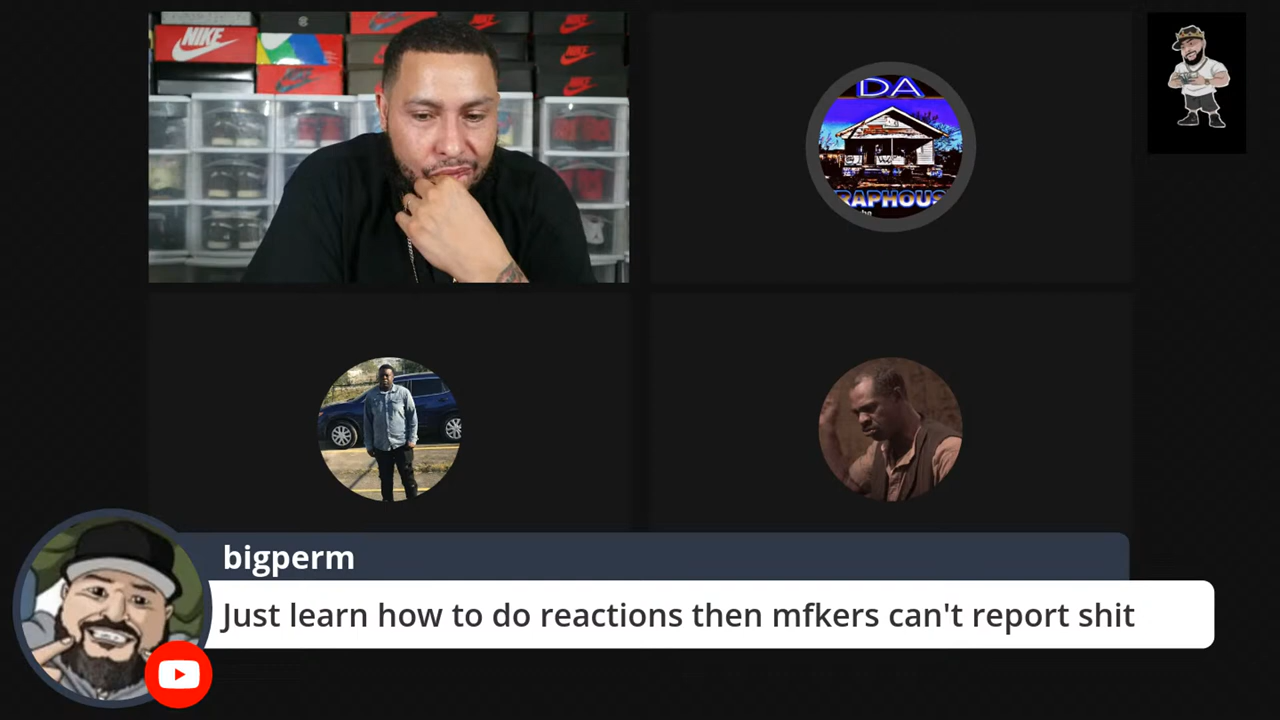 NIKE
DA
RAPHOUS
bigperm
Just learn how to do reactions then mfkers can't report shit